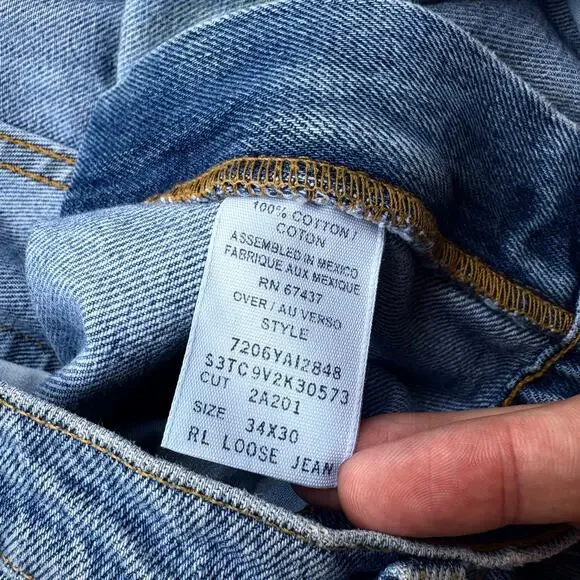 100% COTTON/
COTON
ASSEMBLED IN MEXICO
FABRIQUE AUX MEXIQUE
RN 67437
OVER / AU VERSO
STYLE
7206YAI2848
S3TC9V2K30573
CUT 2A201
SIZE 34X30
RL LOOSE JEAN